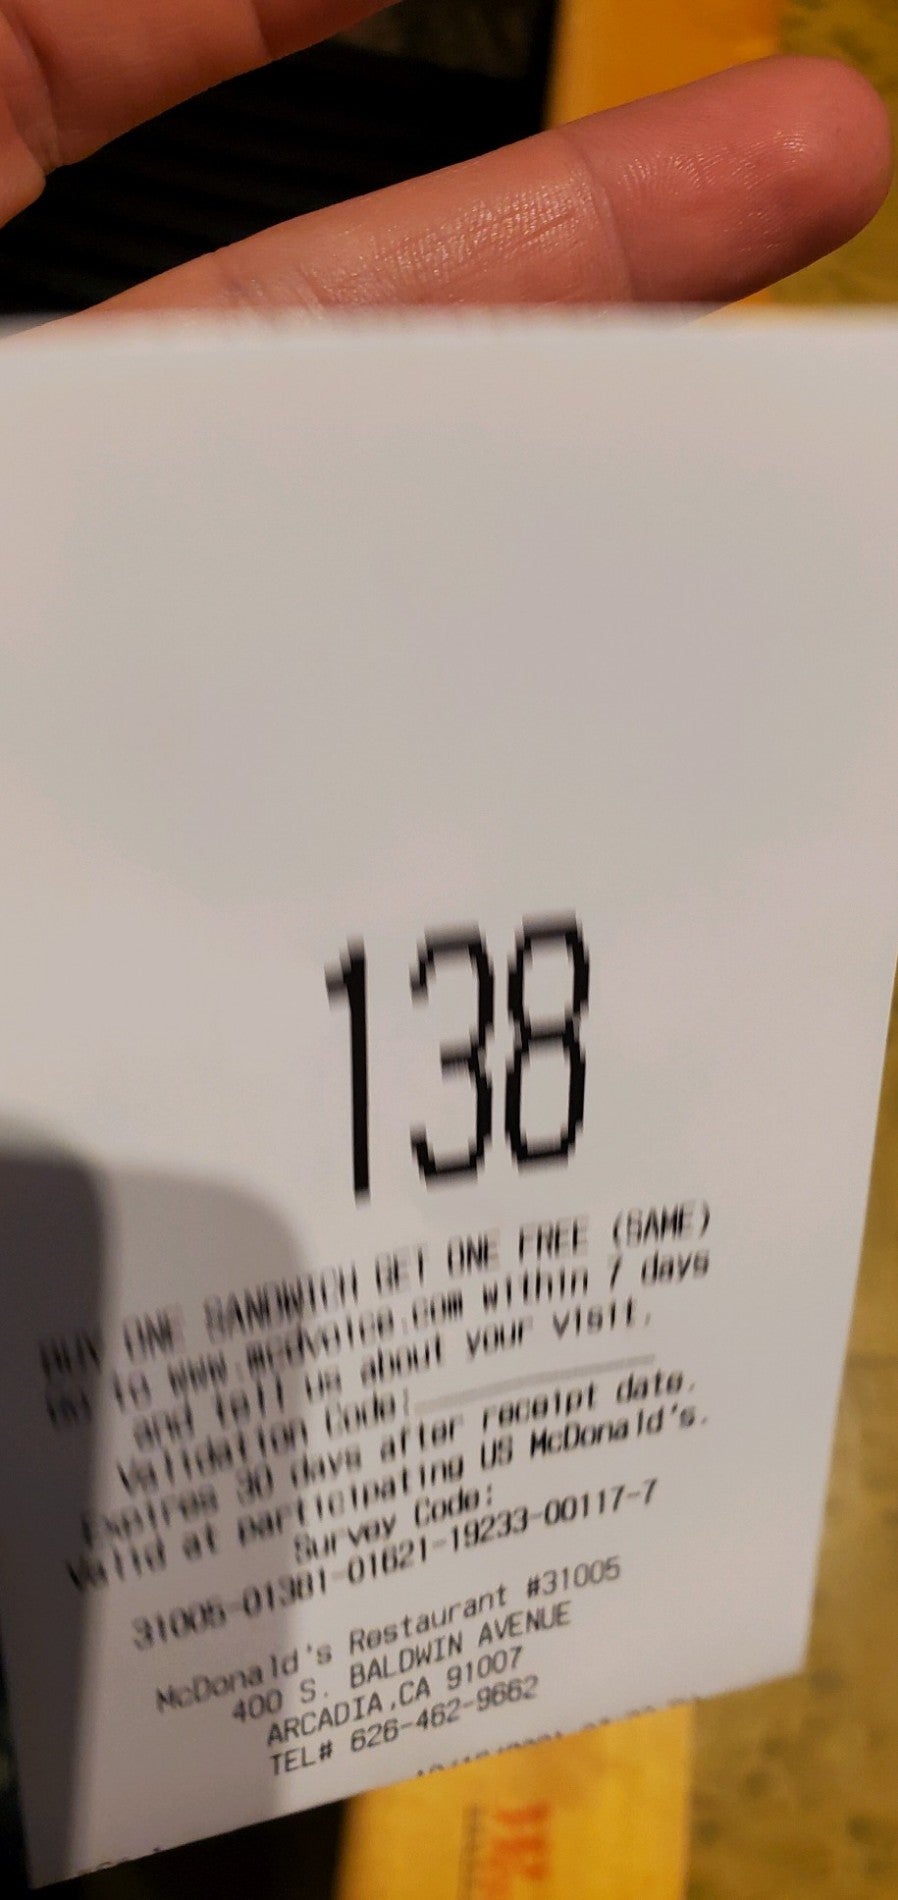 138
BUY ONE SANDWICH GET ONE FREE (SAME)
Go to www.mcdvoice.com within 7 days
and tell us about your visit.
Validation Code:
Expires 30 days after receipt date.
Valid at participating US McDonald's.
Survey Code:
31005-01381-01621-19233-00117-7
McDonald's Restaurant #31005
400 S. BALDWIN AVENUE
ARCADIA,CA 91007
TEL# 626-462-9662